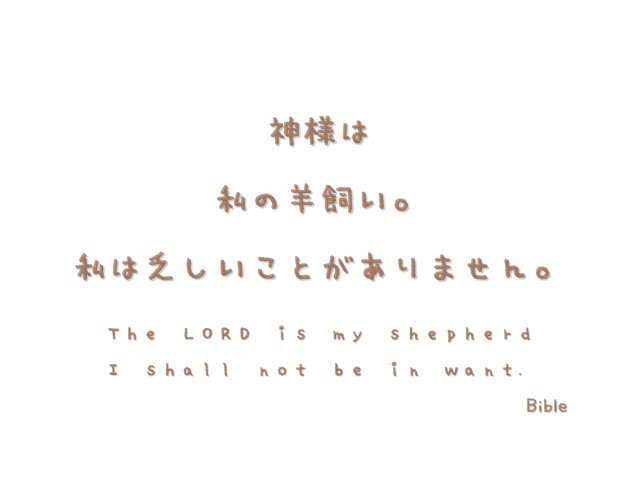 神様は
私の羊飼い。
私は乏しいことがありません。
The LORD is my shepherd
I shall not be in want.
Bible